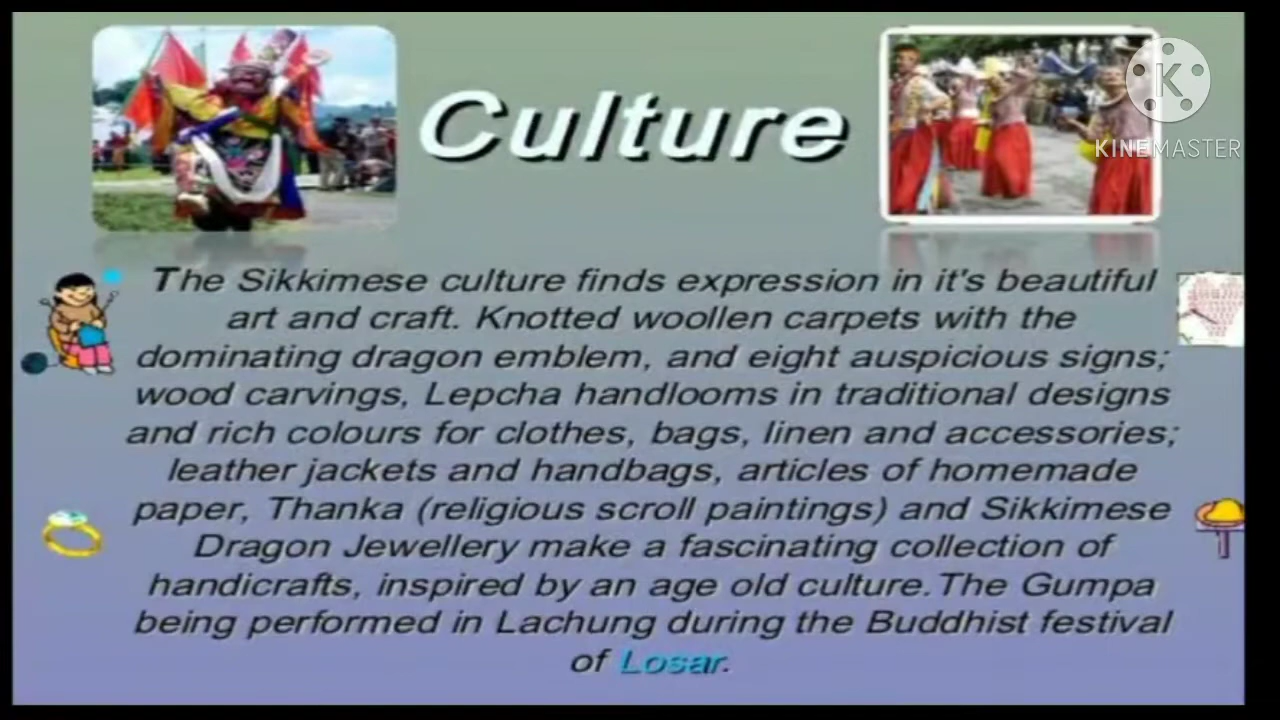 Culture
K
KINEMASTER
The Sikkimese culture finds expression in it's beautiful
art and craft. Knotted woollen carpets with the
dominating dragon emblem, and eight auspicious signs;
wood carvings, Lepcha handlooms in traditional designs
and rich colours for clothes, bags, linen and accessories;
leather jackets and handbags, articles of homemade
paper, Thanka (religious scroll paintings) and Sikkimese
Dragon Jewellery make a fascinating collection of
handicrafts, inspired by an age old culture.The Gumpa
being performed in Lachung during the Buddhist festival
of Losar.